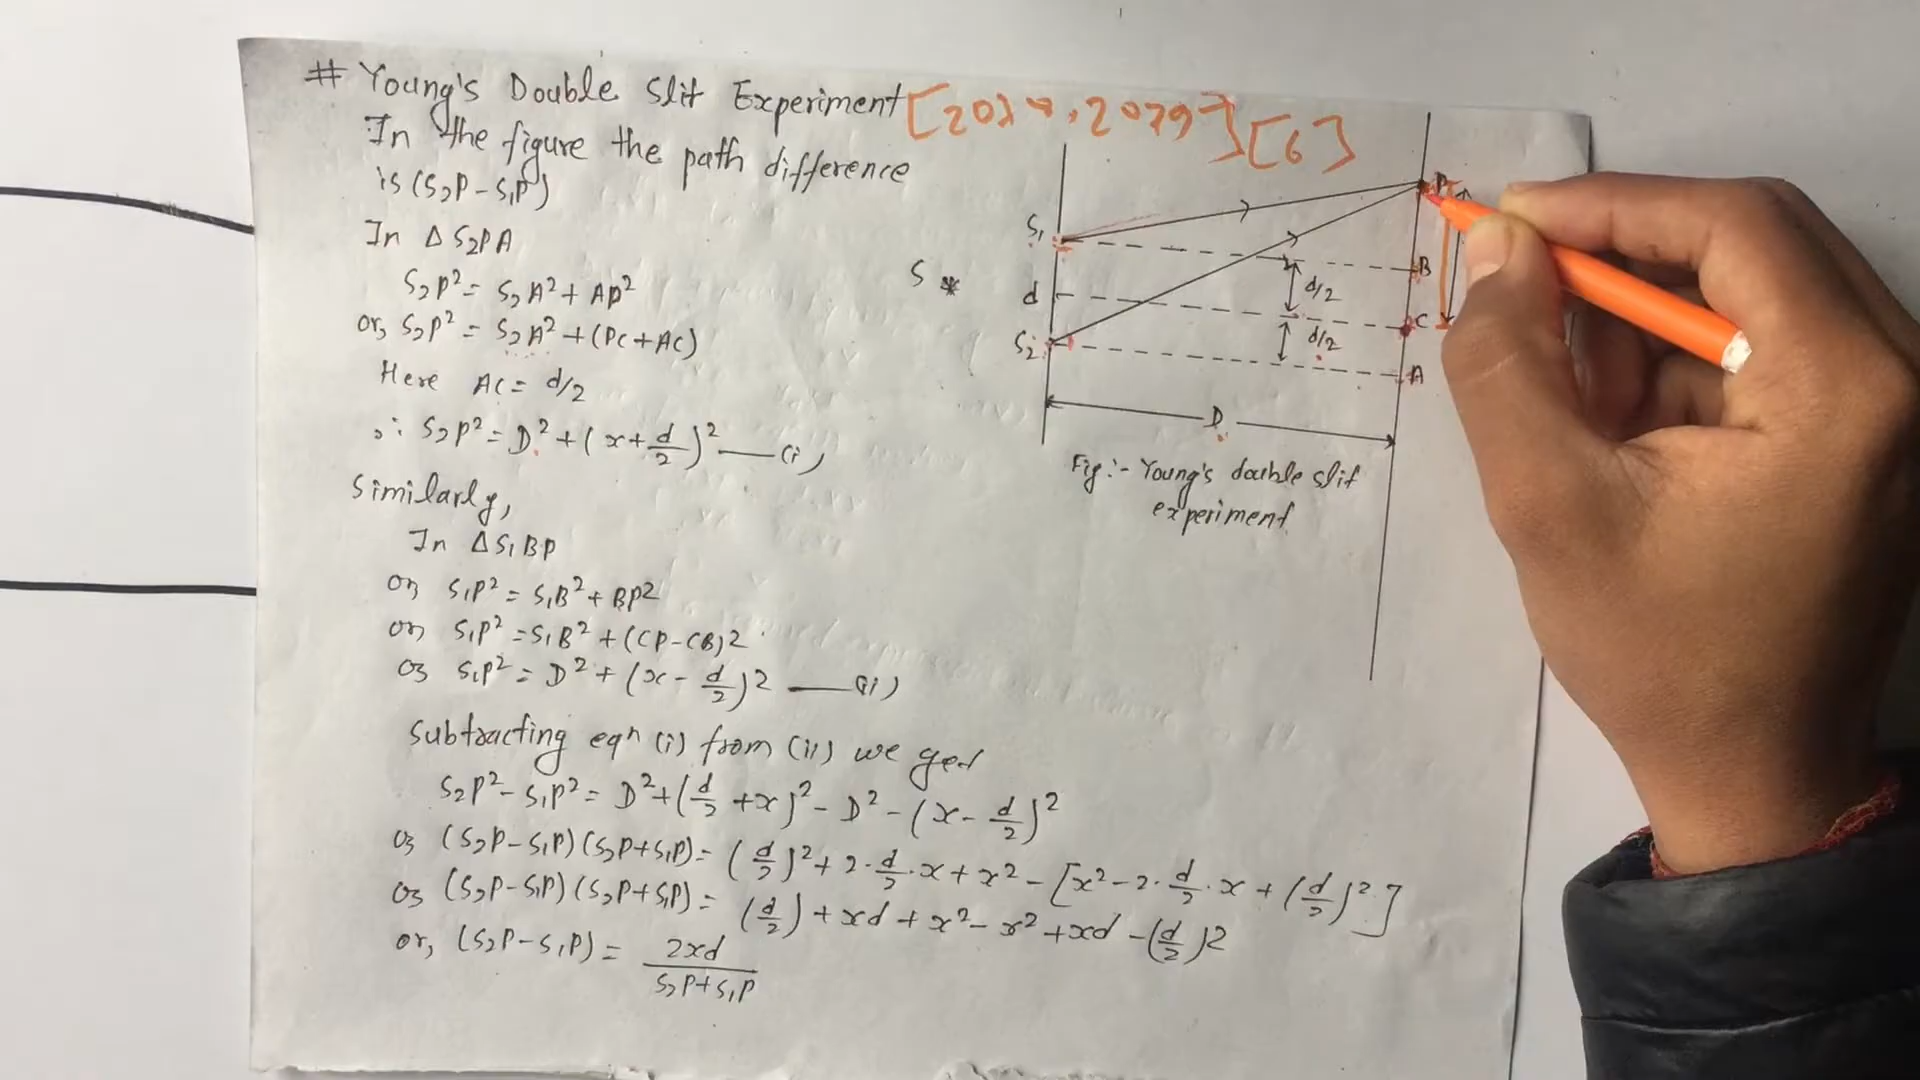 # Young's Double Slit Experiment [2079] [6]
In the figure the path difference
is (S₂P-S₁P)
In Δ S₂PA
S₂P² = S₂A² + AP²
or, S₂P² = S₂A² + (PC+AC)
Here AC = d/2
∴ S₂P² = D² + (x + d/2)² — (i)
Similarly,
In ΔS₁BP
or S₁P² = S₁B² + BP²
or S₁P² = S₁B² + (CP-CB)²
or S₁P² = D² + (x - d/2)² — (ii)
Subtracting eqⁿ (i) from (ii) we get
S₂P² - S₁P² = D² + (d/2 + x)² - D² - (x - d/2)²
or (S₂P-S₁P) (S₂P+S₁P) = (d/2)² + 2·d/2·x + x² - [x² - 2·d/2·x + (d/2)²]
or (S₂P-S₁P) (S₂P+S₁P) = (d/2) + xd + x² - x² + xd - (d/2)²
or, (S₂P-S₁P) = 2xd / S₂P+S₁P
P
S₁
B
S
d/2
d
C
d/2
S₂
A
D
Fig:- Young's double slit
experiment